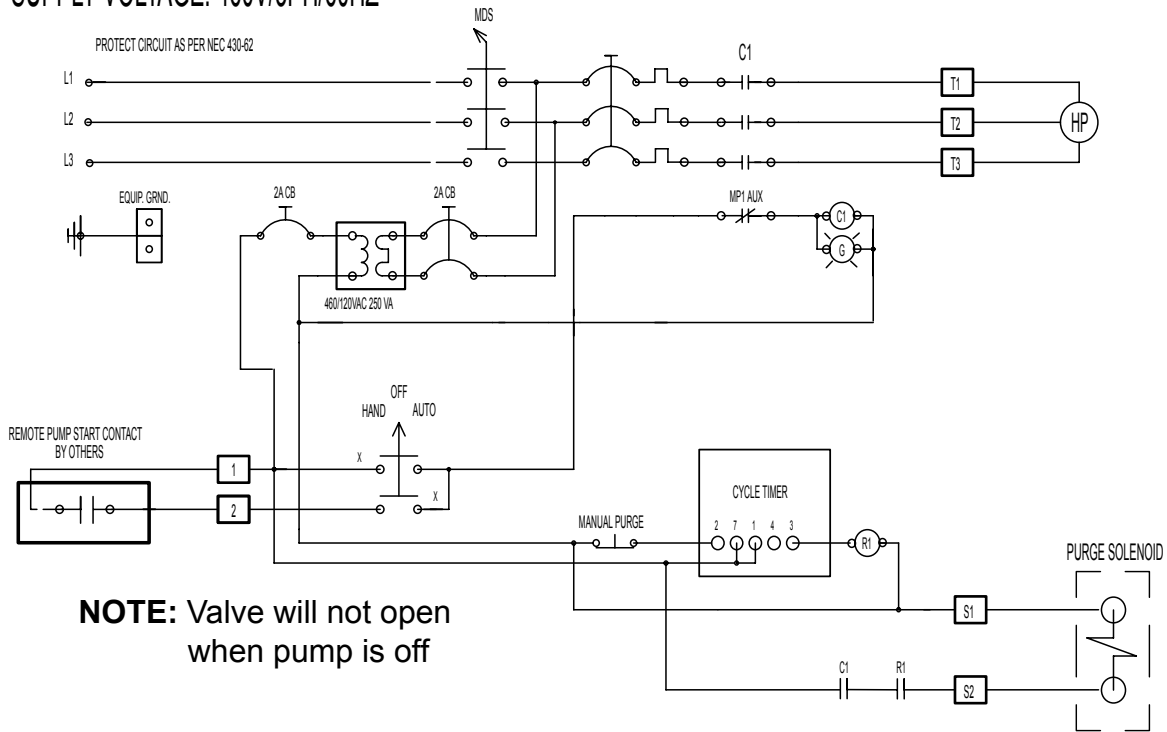 MDS
PROTECT CIRCUIT AS PER NEC 430-62
C1
L1
T1
L2
T2
HP
L3
T3
EQUIP. GRND.
2A CB
2A CB
MP1 AUX
C1
G
460/120VAC 250 VA
OFF
HAND AUTO
REMOTE PUMP START CONTACT
BY OTHERS
X
1
X
2
CYCLE TIMER
MANUAL PURGE
2 7 1 4 3
R1
PURGE SOLENOID
NOTE: Valve will not open
when pump is off
S1
C1 R1
S2